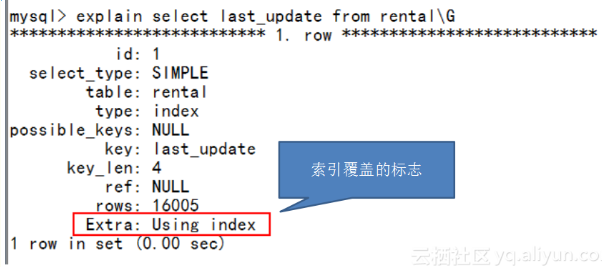 mysql> explain select last_update from rental\G
*************************** 1. row ***************************
id: 1
select_type: SIMPLE
table: rental
type: index
possible_keys: NULL
key: last_update
key_len: 4
ref: NULL
rows: 16005
Extra: Using index
1 row in set (0.00 sec)
索引覆盖的标志
云栖社区 yq.aliyun.co